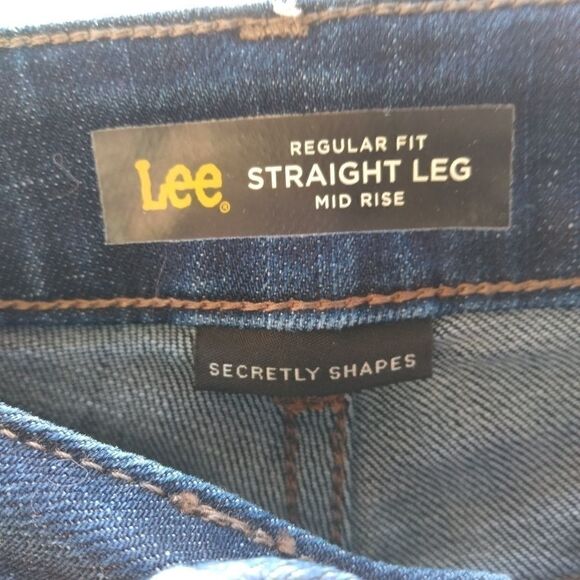 Lee®
REGULAR FIT
STRAIGHT LEG
MID RISE
SECRETLY SHAPES